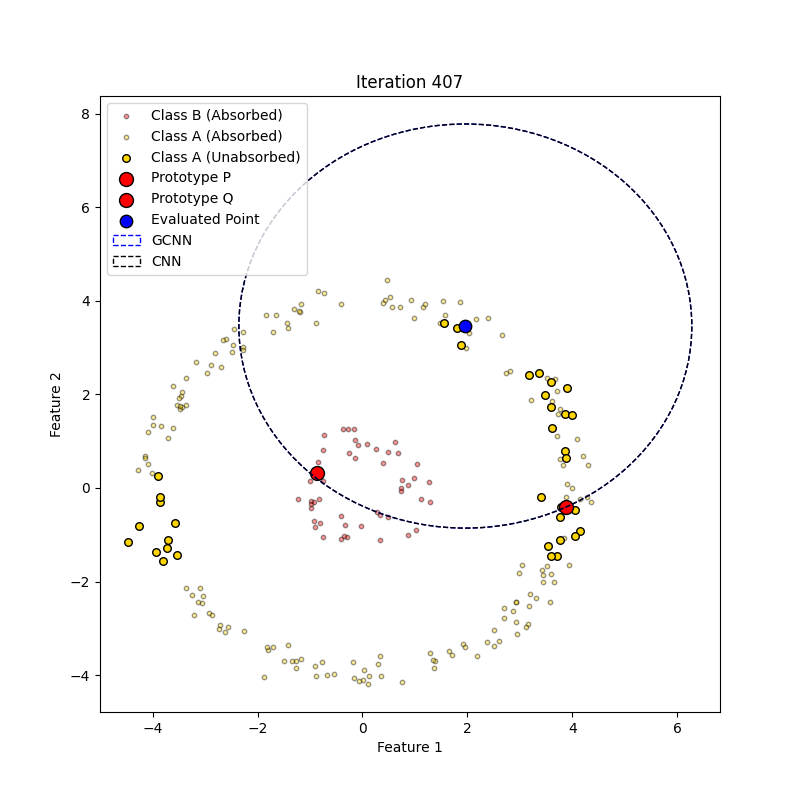 Iteration 407
Class B (Absorbed)
Class A (Absorbed)
Class A (Unabsorbed)
Prototype P
Prototype Q
Evaluated Point
GCNN
CNN
8
6
4
2
0
−2
−4
Feature 2
−4 −2 0 2 4 6
Feature 1